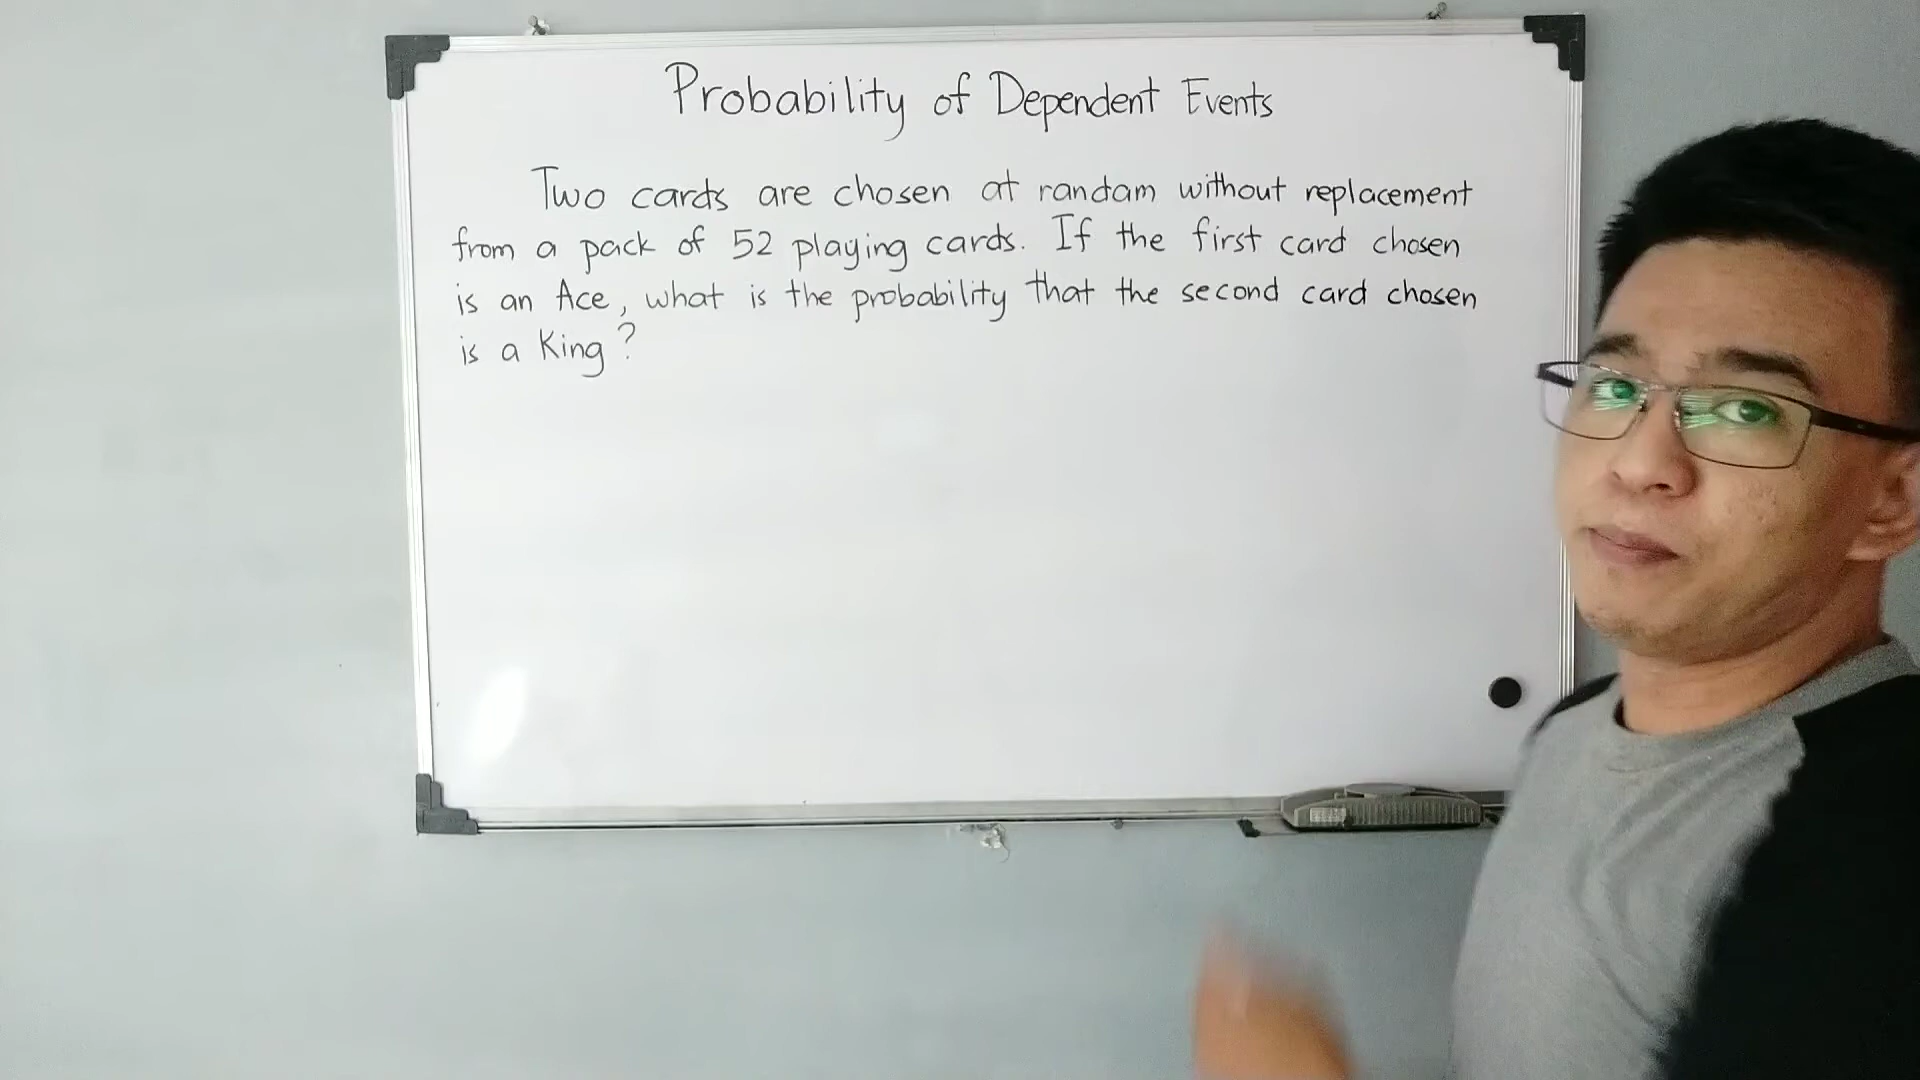 Probability of Dependent Events
Two cards are chosen at random without replacement
from a pack of 52 playing cards. If the first card chosen
is an Ace, what is the probability that the second card chosen
is a King?